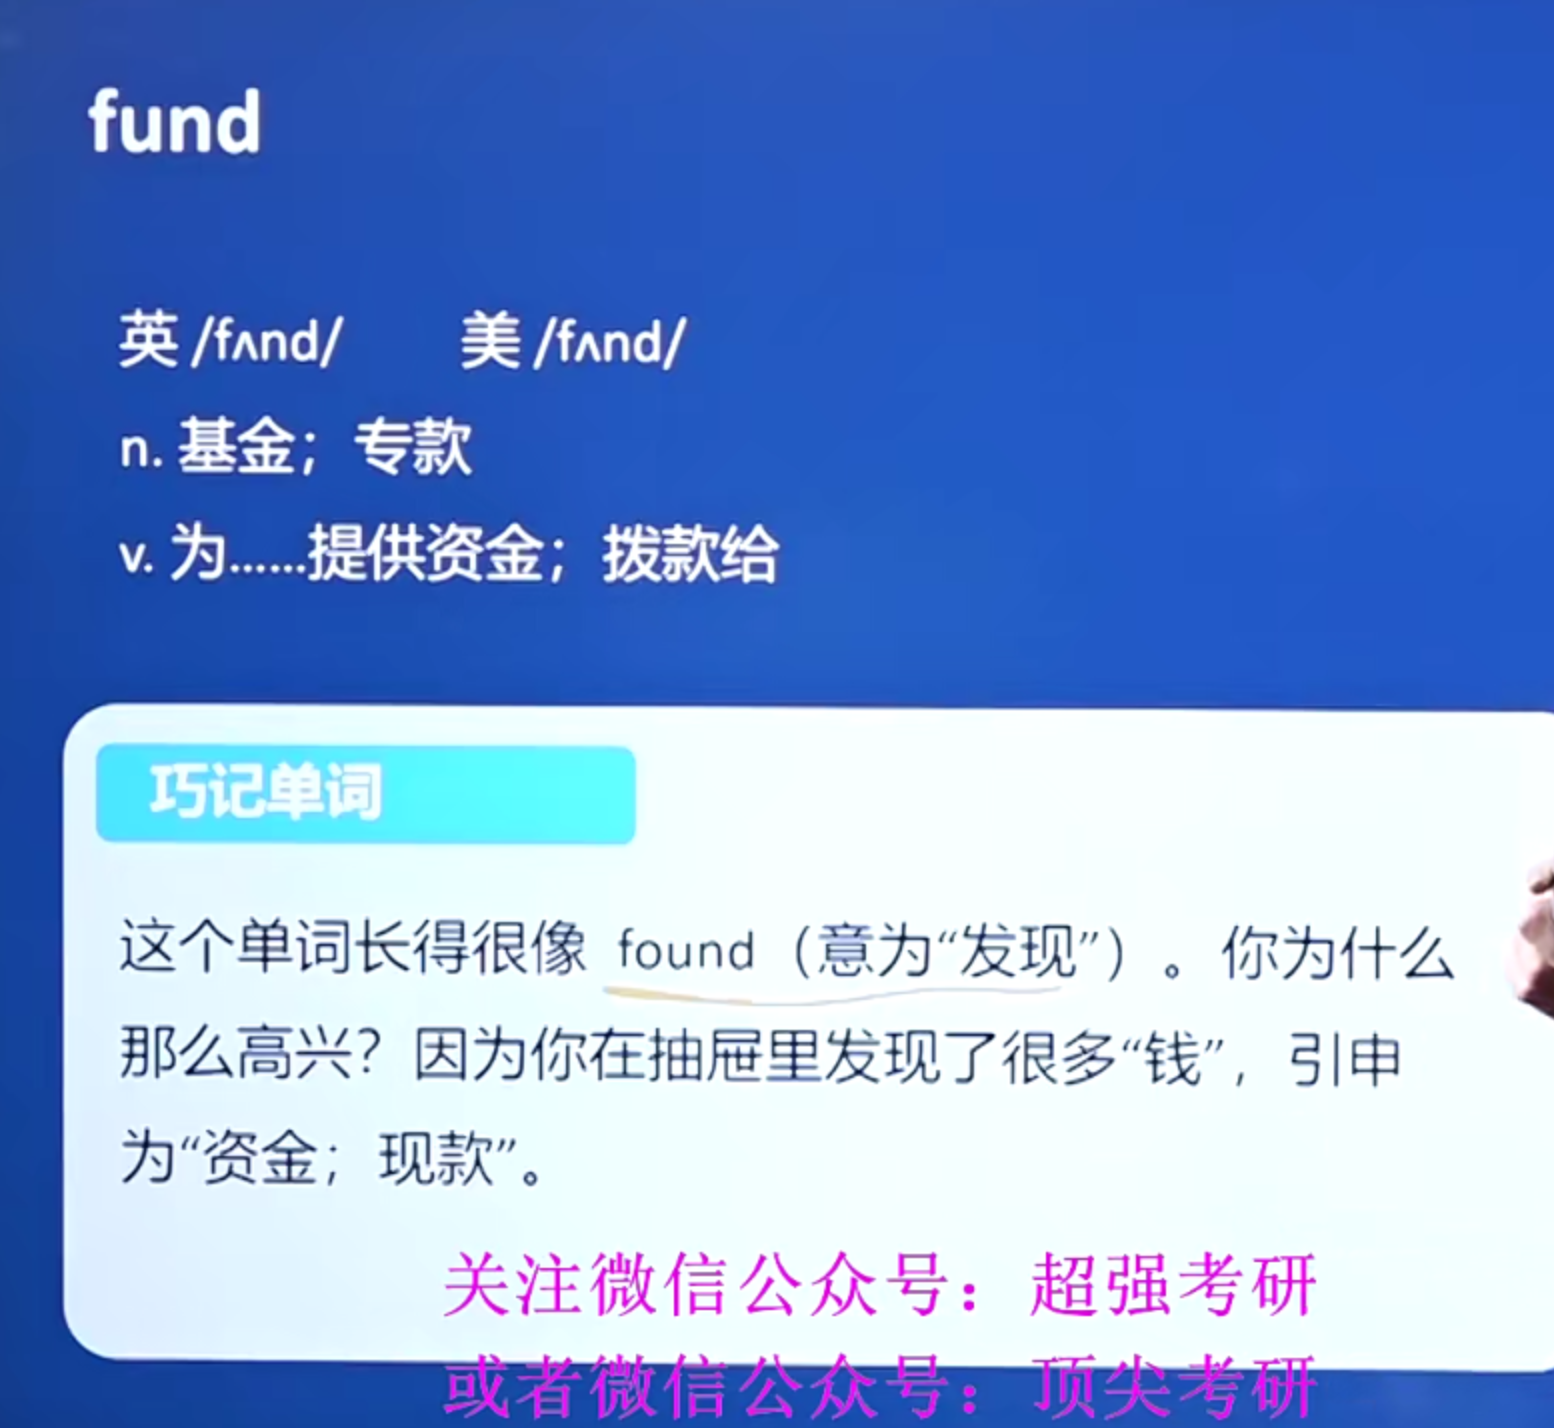 fund
英 /fʌnd/ 美 /fʌnd/
n. 基金；专款
v. 为……提供资金；拨款给
巧记单词
这个单词长得很像 found（意为“发现”）。你为什么
那么高兴？因为你在抽屉里发现了很多“钱”，引申
为“资金；现款”。
关注微信公众号：超强考研
或者微信公众号：顶尖考研